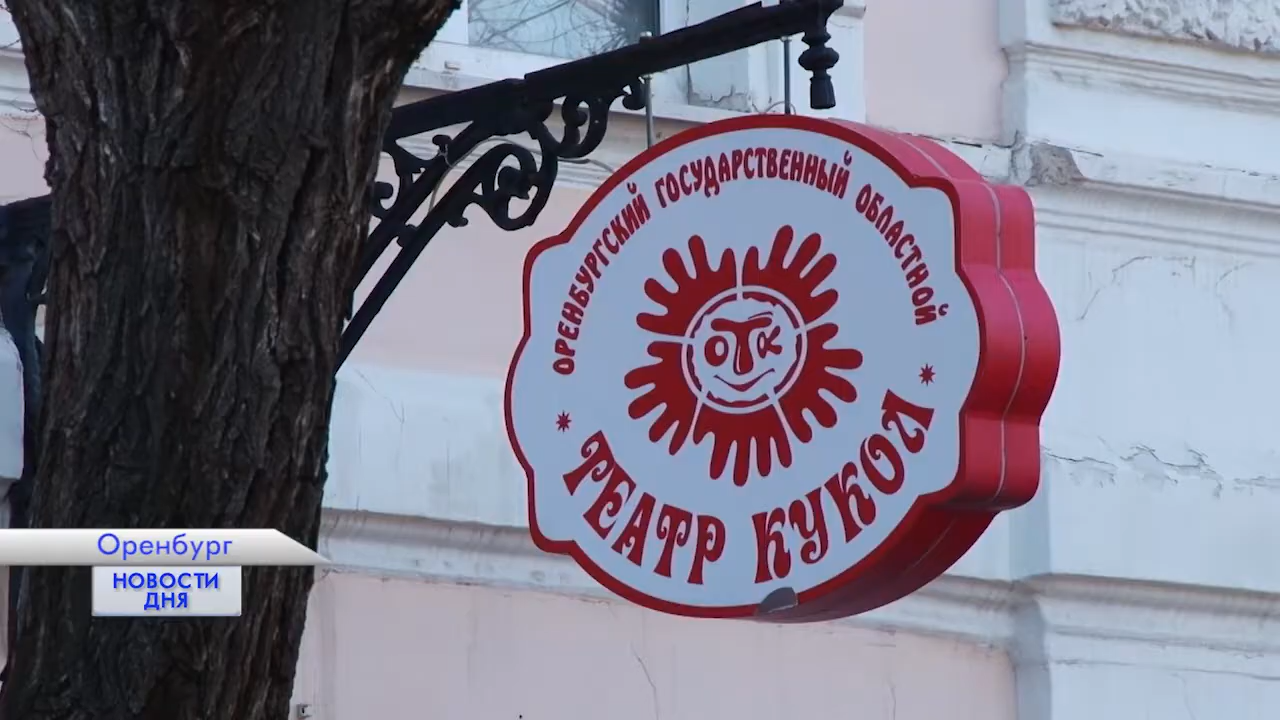 ОРЕНБУРГСКИЙ ГОСУДАРСТВЕННЫЙ ОБЛАСТНОЙ
ОТК
ТЕАТР КУКОЛ
Оренбург
НОВОСТИ
ДНЯ